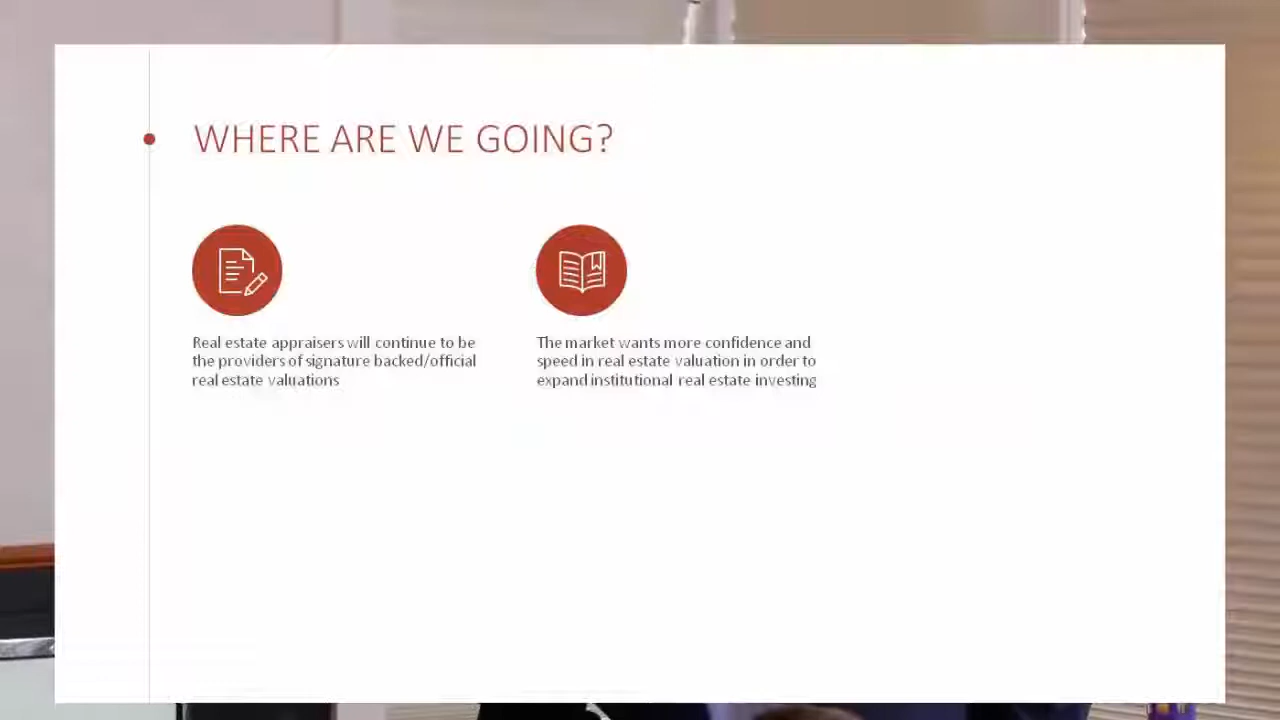 WHERE ARE WE GOING?
Real estate appraisers will continue to be
the providers of signature backed/official
real estate valuations
The market wants more confidence and
speed in real estate valuation in order to
expand institutional real estate investing